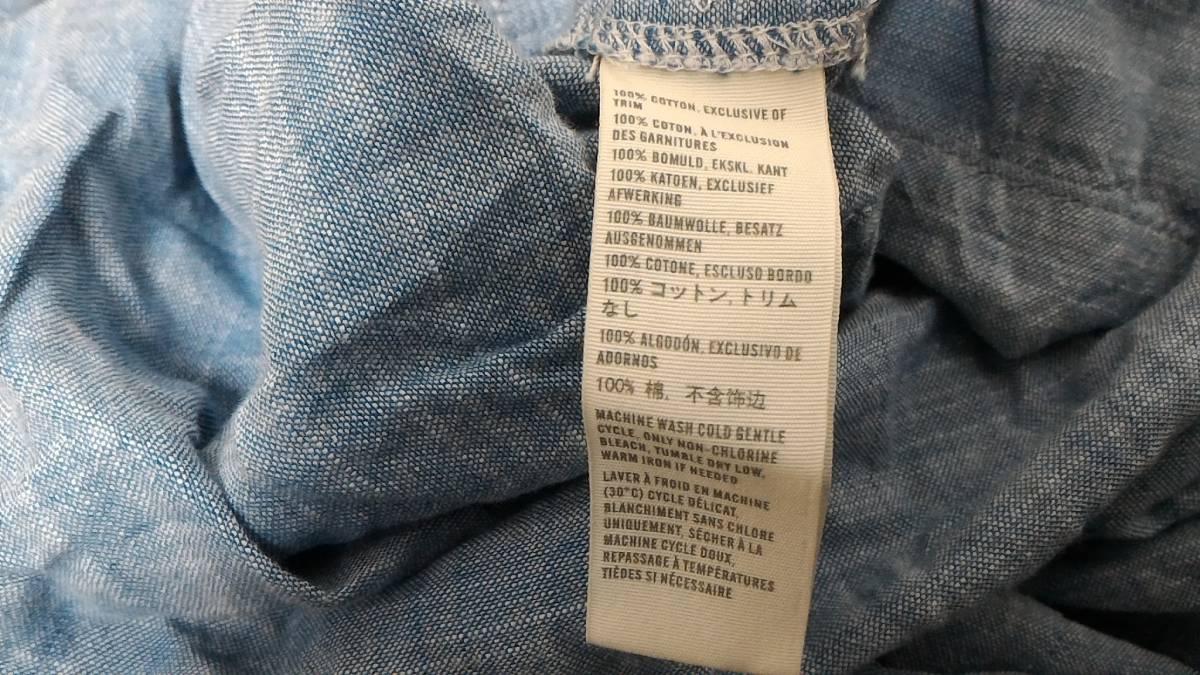 100% COTTON, EXCLUSIVE OF
TRIM
100% COTON, À L'EXCLUSION
DES GARNITURES
100% BOMULD, EKSKL. KANT
100% KATOEN, EXCLUSIEF
AFWERKING
100% BAUMWOLLE, BESATZ
AUSGENOMMEN
100% COTONE, ESCLUSO BORDO
100% コットン, トリム
なし
100% ALGODÓN, EXCLUSIVO DE
ADORNOS
100% 棉, 不含饰边
MACHINE WASH COLD GENTLE
CYCLE, ONLY NON-CHLORINE
BLEACH, TUMBLE DRY LOW,
WARM IRON IF NEEDED
LAVER À FROID EN MACHINE
(30°C) CYCLE DÉLICAT,
BLANCHIMENT SANS CHLORE
UNIQUEMENT, SÉCHER À LA
MACHINE CYCLE DOUX,
REPASSAGE À TEMPÉRATURES
TIÈDES SI NÉCESSAIRE